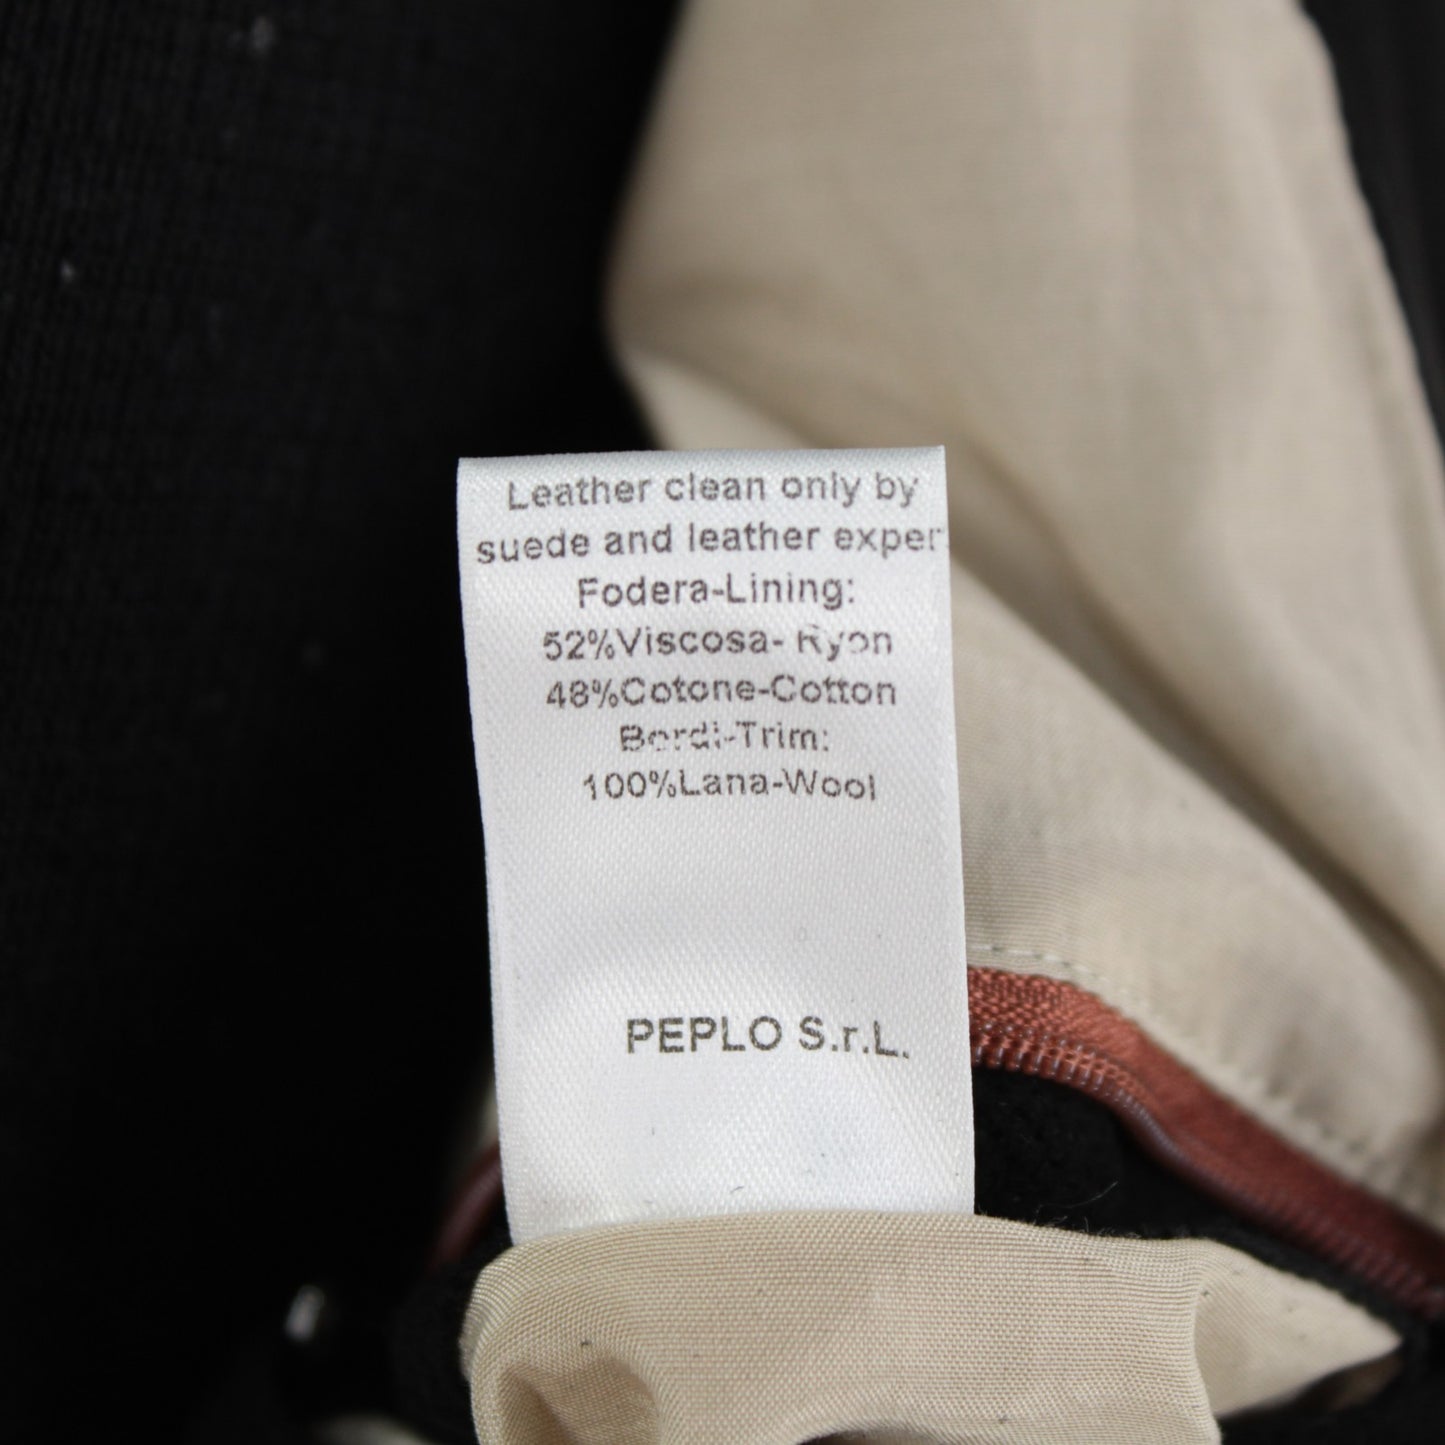 Leather clean only by
suede and leather exper
Fodera-Lining:
52%Viscosa- Ryon
48%Cotone-Cotton
Bordi-Trim:
100%Lana-Wool
PEPLO S.r.L.